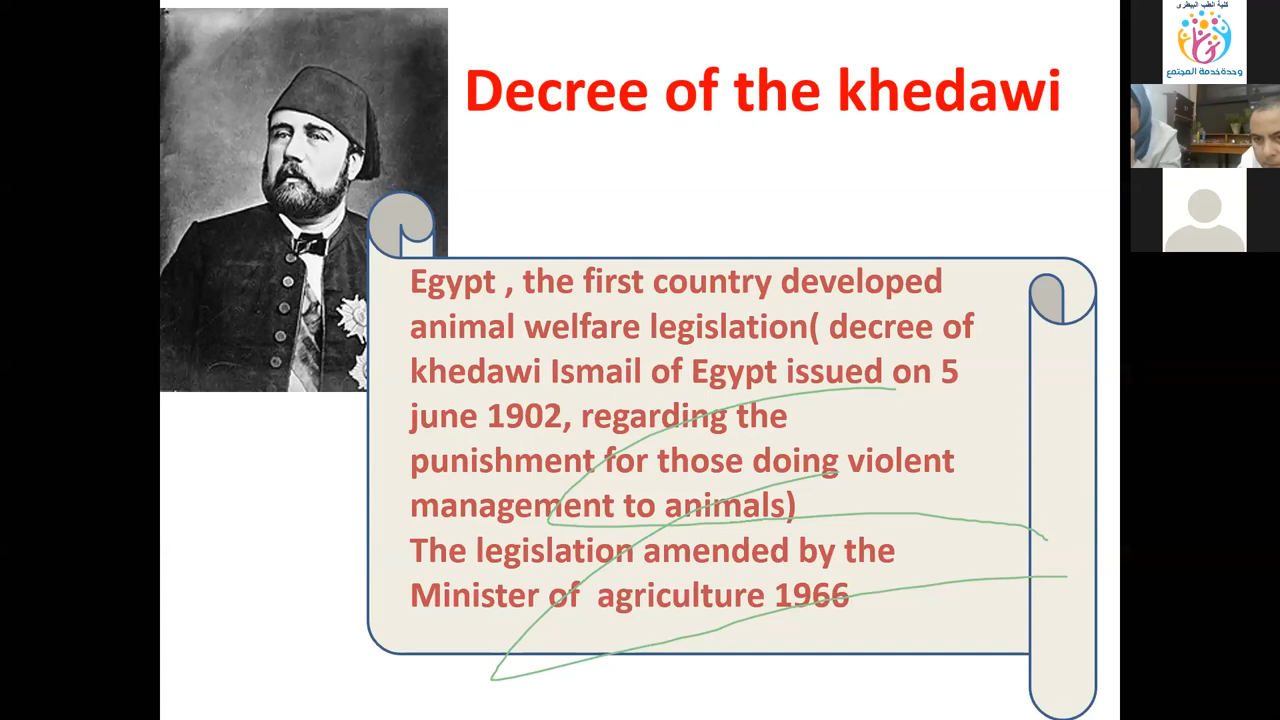 Decree of the khedawi
Egypt , the first country developed
animal welfare legislation( decree of
khedawi Ismail of Egypt issued on 5
june 1902, regarding the
punishment for those doing violent
management to animals)
The legislation amended by the
Minister of  agriculture 1966
كلية الطب البيطرى
وحدة خدمة المجتمع